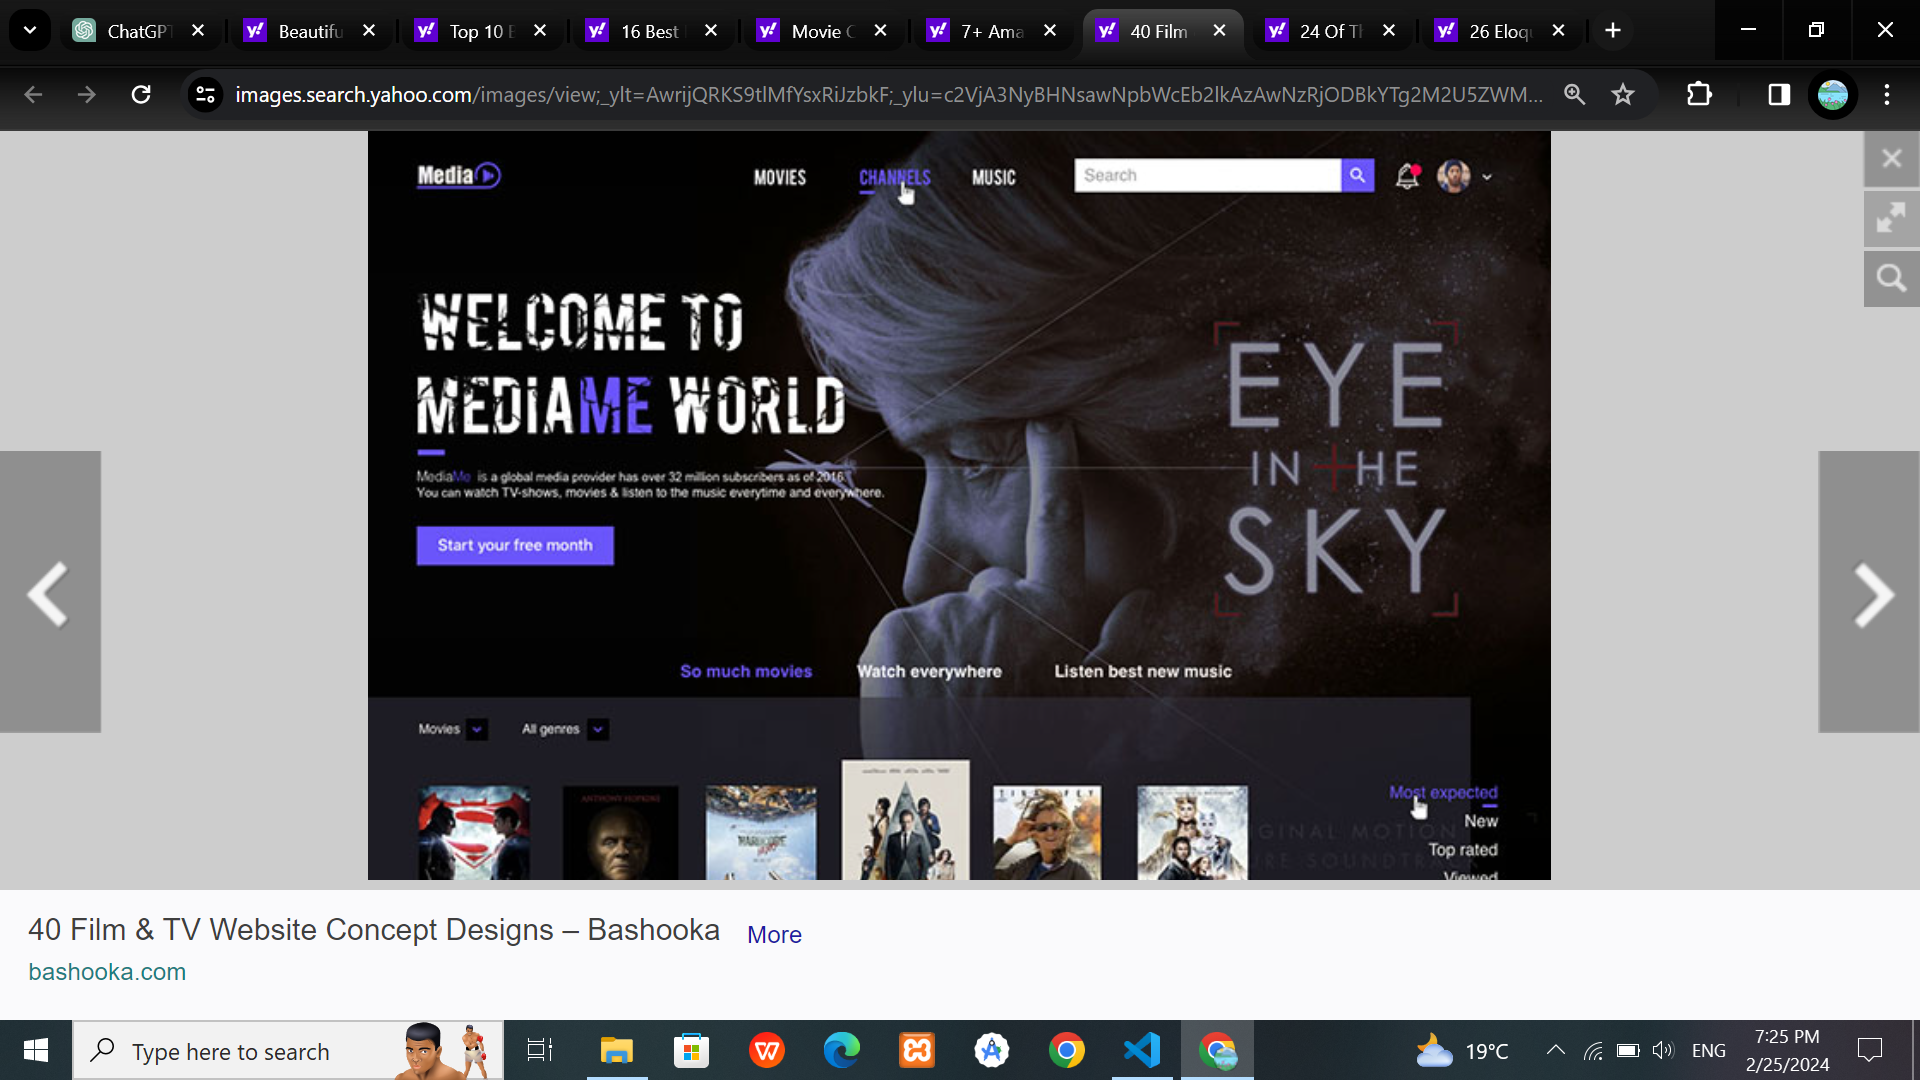 ChatGPT
Beautifu
Top 10 E
16 Best
Movie C
7+ Ama
40 Film
24 Of Th
26 Eloqu
images.search.yahoo.com/images/view;_ylt=AwrijQRKS9tlMfYsxRiJzbkF;_ylu=c2VjA3NyBHNsawNpbWcEb2lkAzAwNzRjODBkYTg2M2U5ZWM...
Media
MOVIES
CHANNELS
MUSIC
Search
WELCOME TO
MEDIAME WORLD
MediaMe is a global media provider has over 32 million subscribers as of 2016.
You can watch TV-shows, movies & listen to the music everytime and everywhere.
Start your free month
EYE
IN THE
SKY
So much movies
Watch everywhere
Listen best new music
Movies
All genres
ANTHONY HOPKINS
HARDCORE
Most expected
New
Top rated
Viewed
40 Film & TV Website Concept Designs – Bashooka
More
bashooka.com
Type here to search
19°C
ENG
7:25 PM
2/25/2024